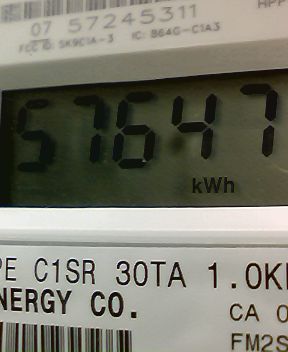 07 57245311
FCC ID: SK9C1A-3 IC: 864G-C1A3
57647
kWh
PE C1SR 30TA 1.0K
NERGY CO.
CA 0
FM2S